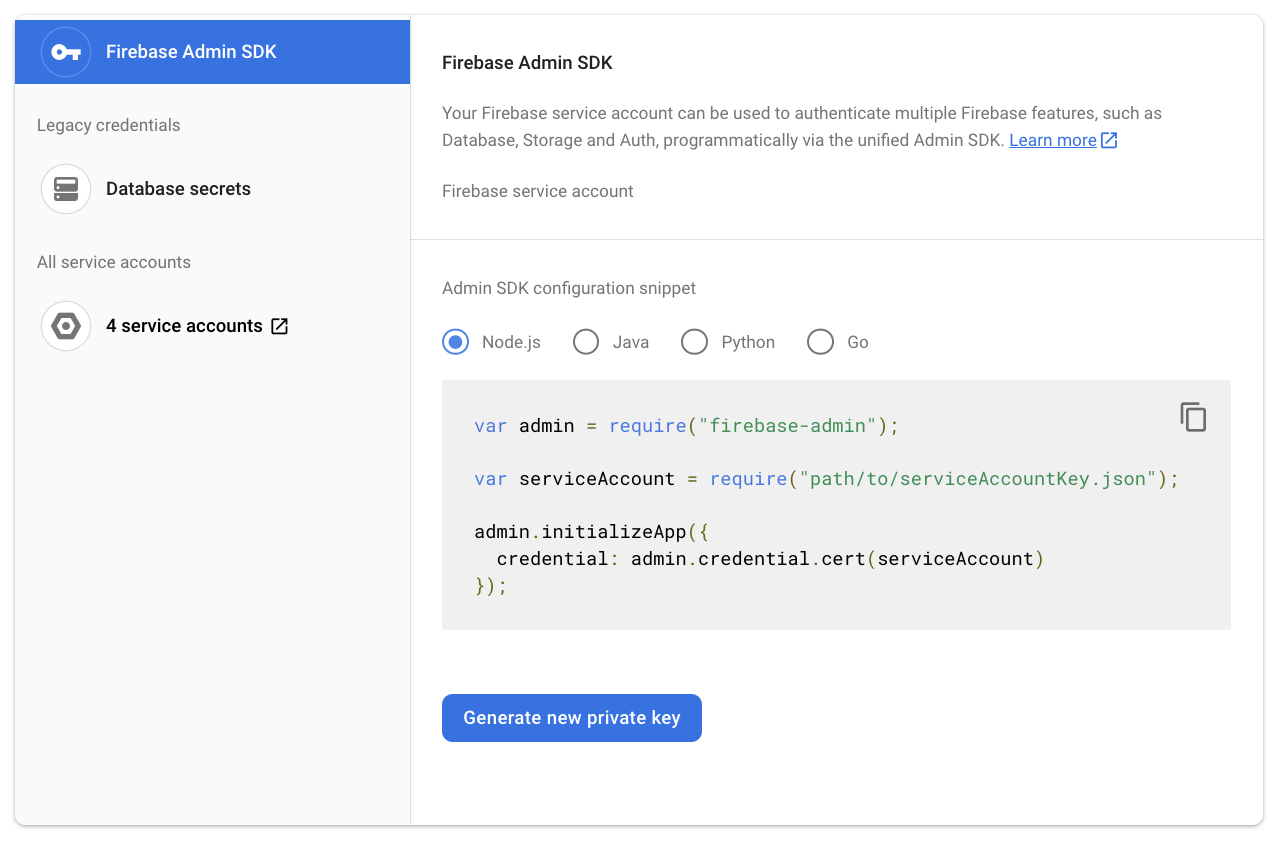 Firebase Admin SDK
Legacy credentials
Database secrets
All service accounts
4 service accounts
Firebase Admin SDK
Your Firebase service account can be used to authenticate multiple Firebase features, such as
Database, Storage and Auth, programmatically via the unified Admin SDK. Learn more
Firebase service account
Admin SDK configuration snippet
Node.js Java Python Go
var admin = require("firebase-admin");
var serviceAccount = require("path/to/serviceAccountKey.json");
admin.initializeApp({
  credential: admin.credential.cert(serviceAccount)
});
Generate new private key